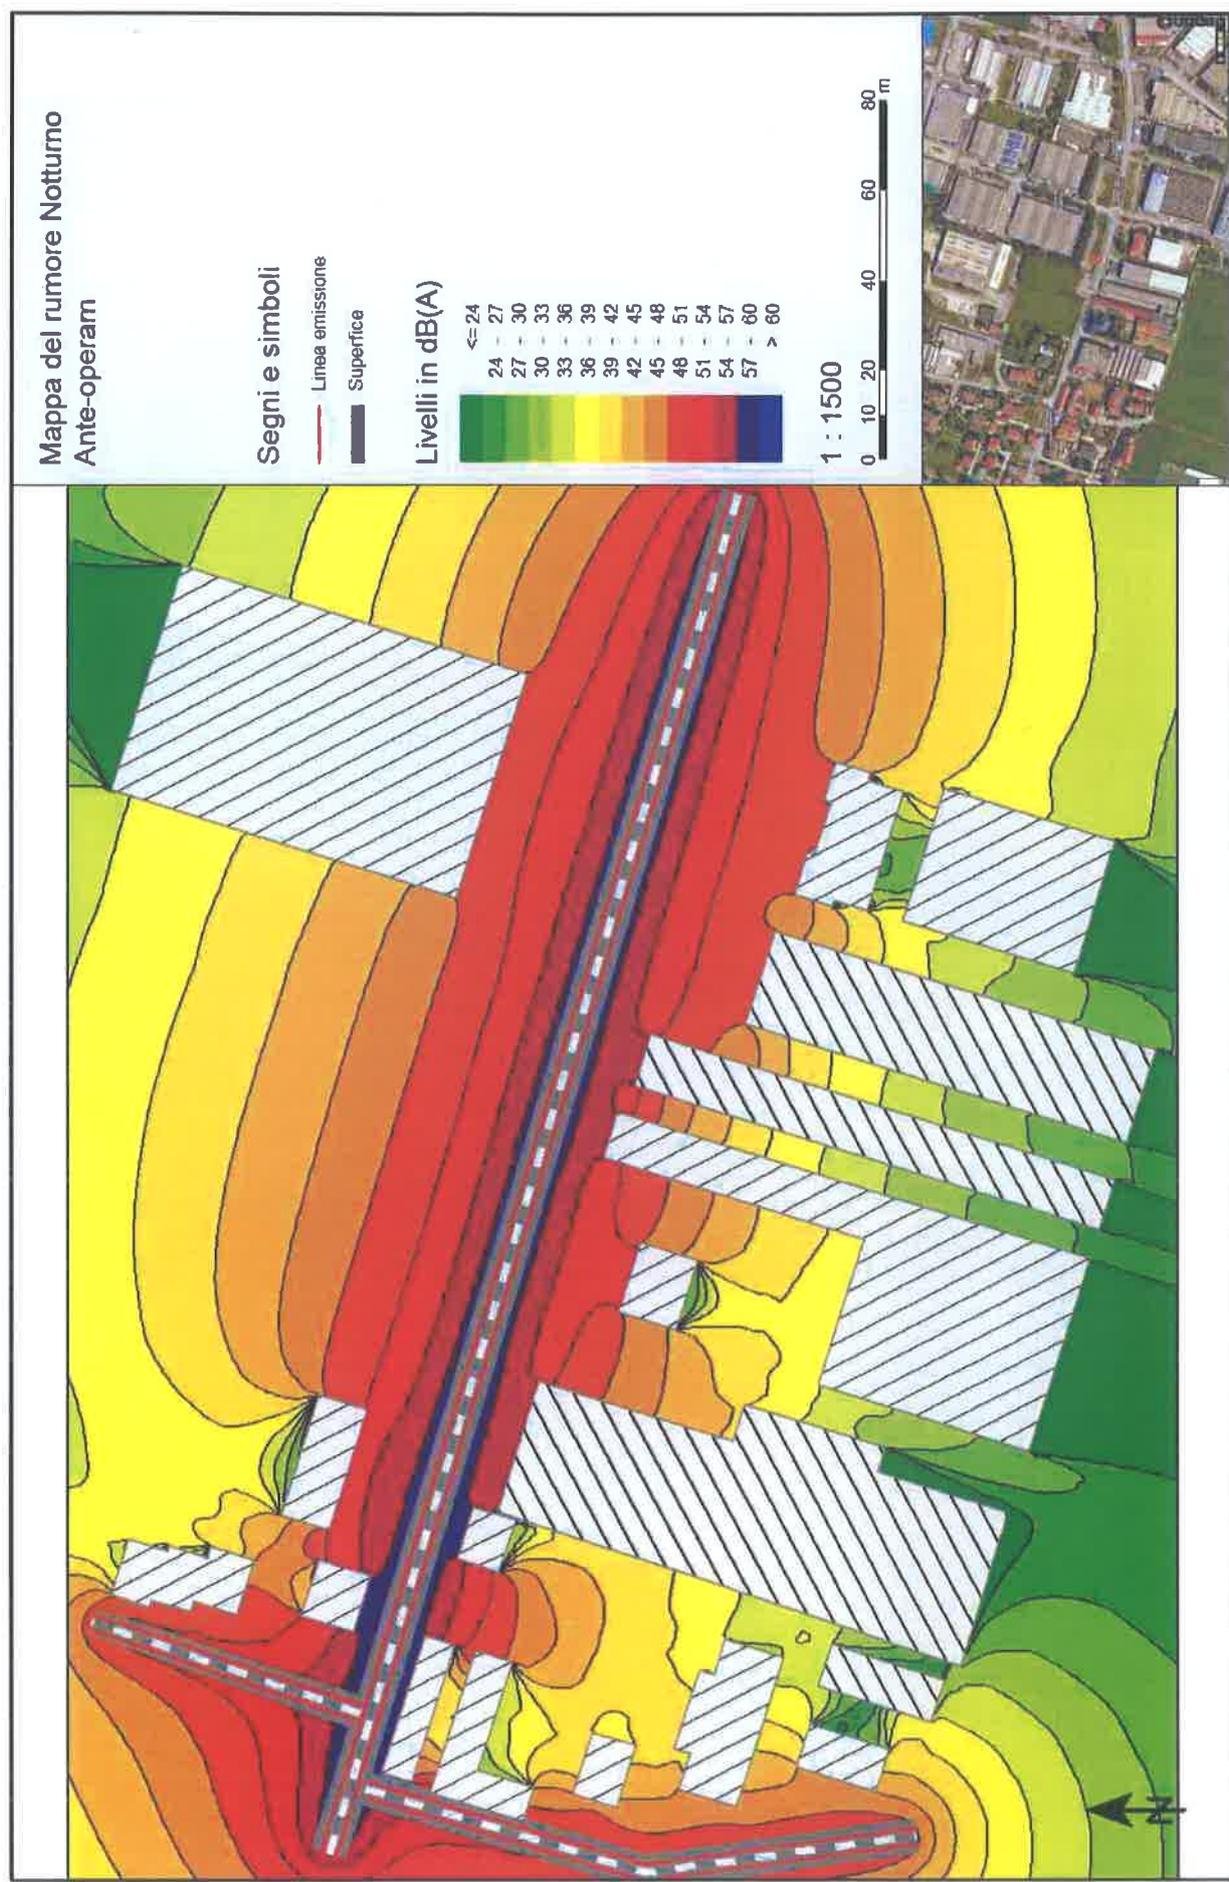 Mappa del rumore Notturno
Ante-operam
Segni e simboli
Linea emissione
Superfice
Livelli in dB(A)
<= 24
24 - 27
27 - 30
30 - 33
33 - 36
36 - 39
39 - 42
42 - 45
45 - 48
48 - 51
51 - 54
54 - 57
57 - 60
> 60
1 : 1500
0 10 20 40 60 80
m
N